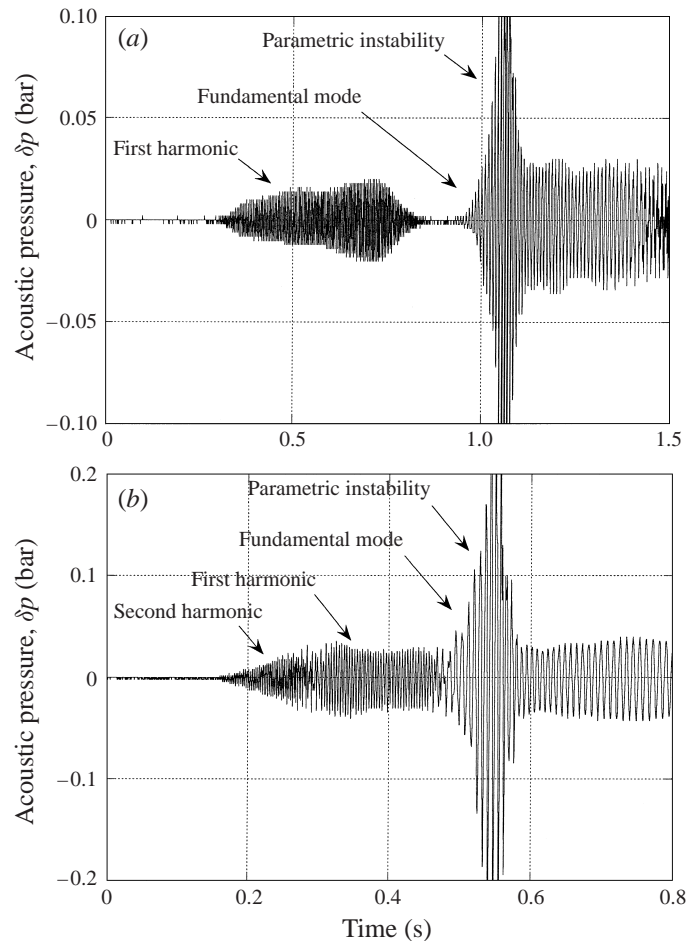 0.10
(a)
Parametric instability
Fundamental mode
First harmonic
0.05
0
−0.05
−0.10
Acoustic pressure, δp (bar)
0
0.5
1.0
1.5
0.2
(b)
Parametric instability
Fundamental mode
First harmonic
Second harmonic
0.1
0
−0.1
−0.2
Acoustic pressure, δp (bar)
0
0.2
0.4
0.6
0.8
Time (s)